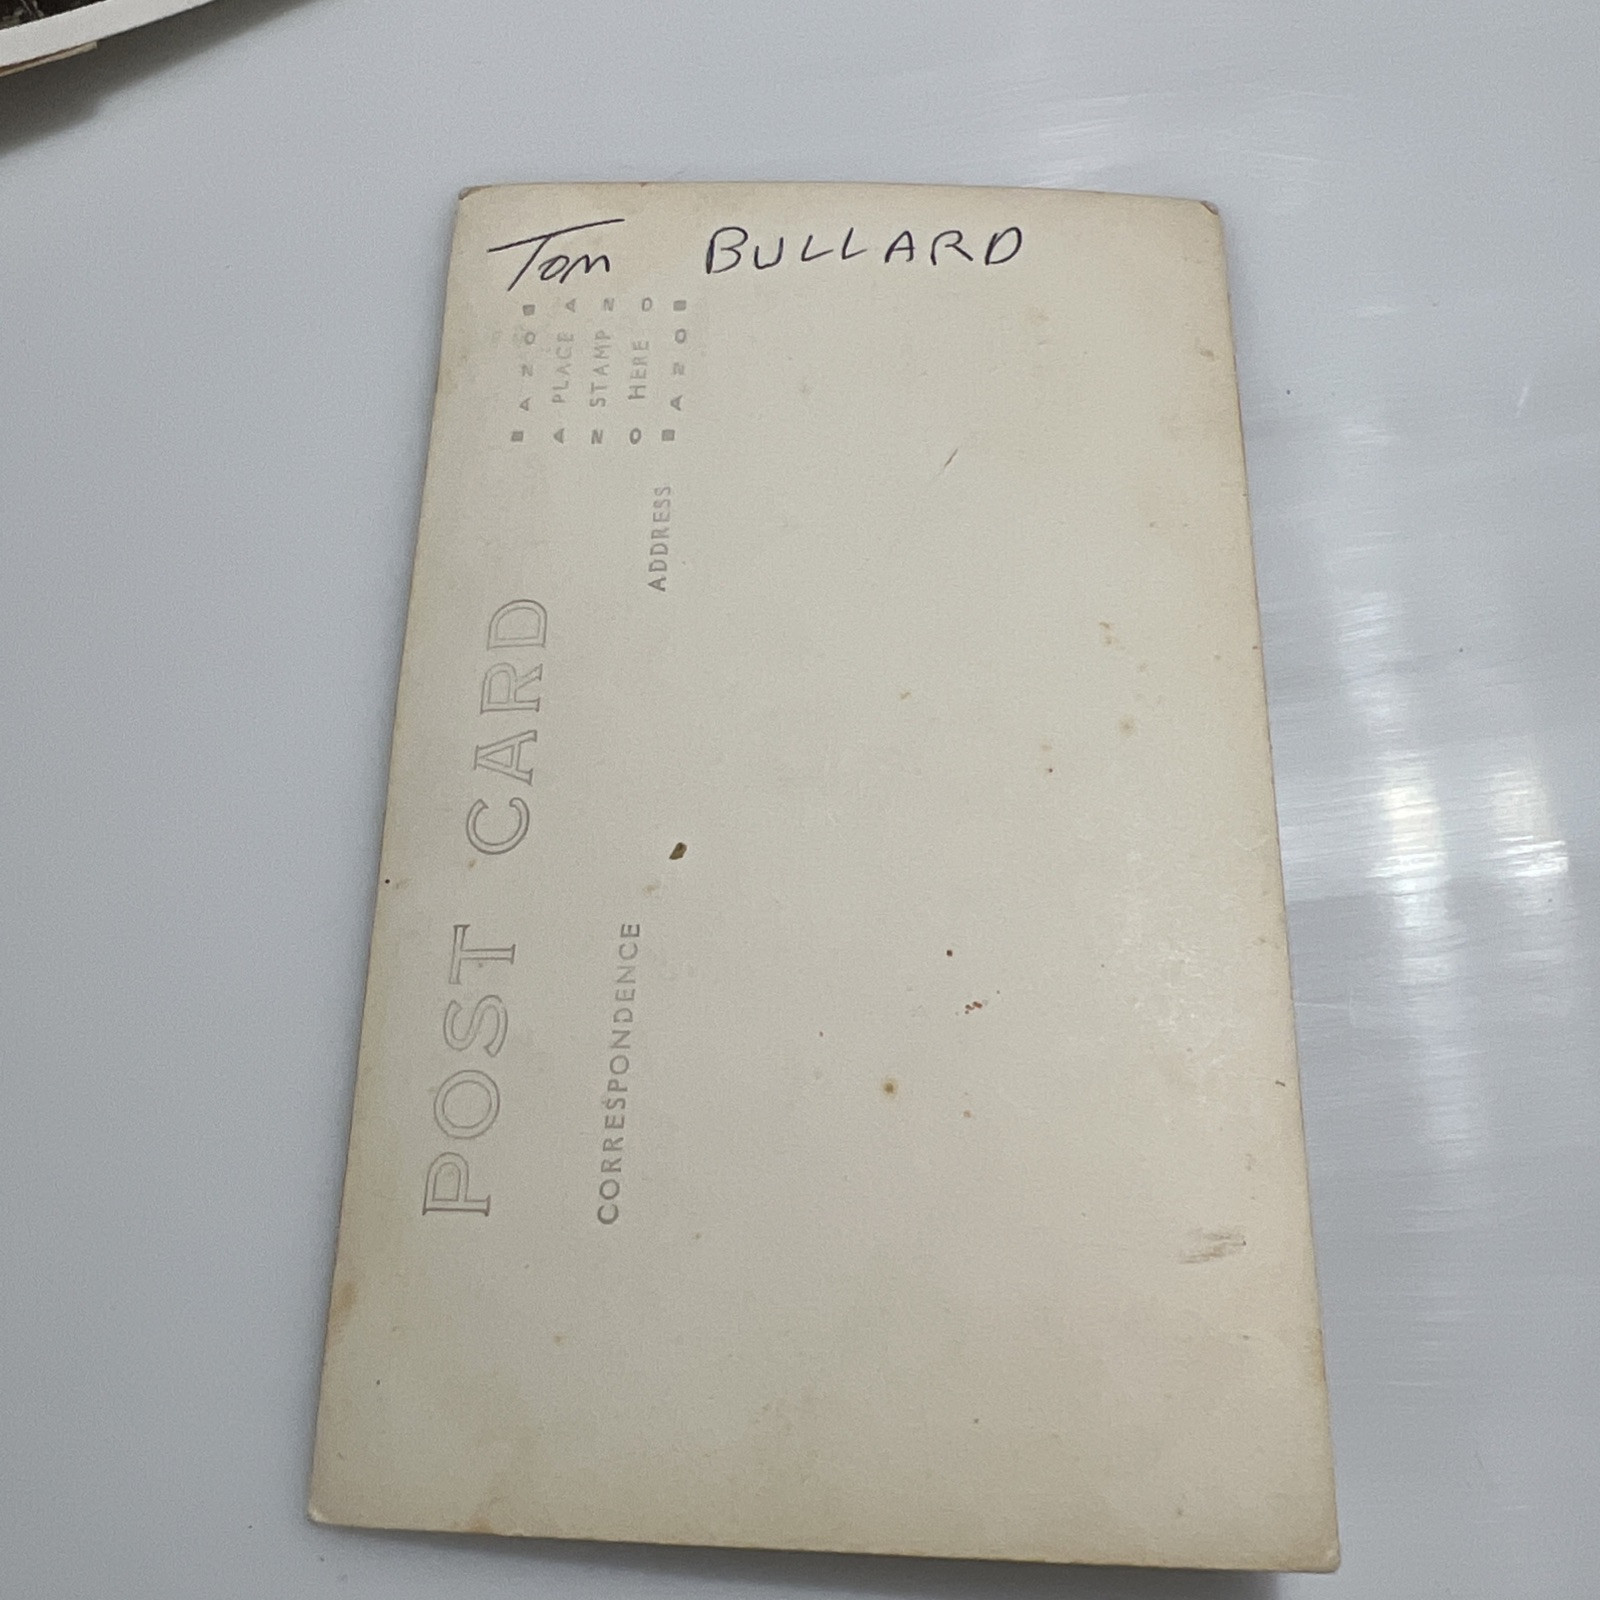 Tom BULLARD
POST CARD
CORRESPONDENCE
ADDRESS
AZO
A PLACE A
Z STAMP Z
O HERE O
AZO